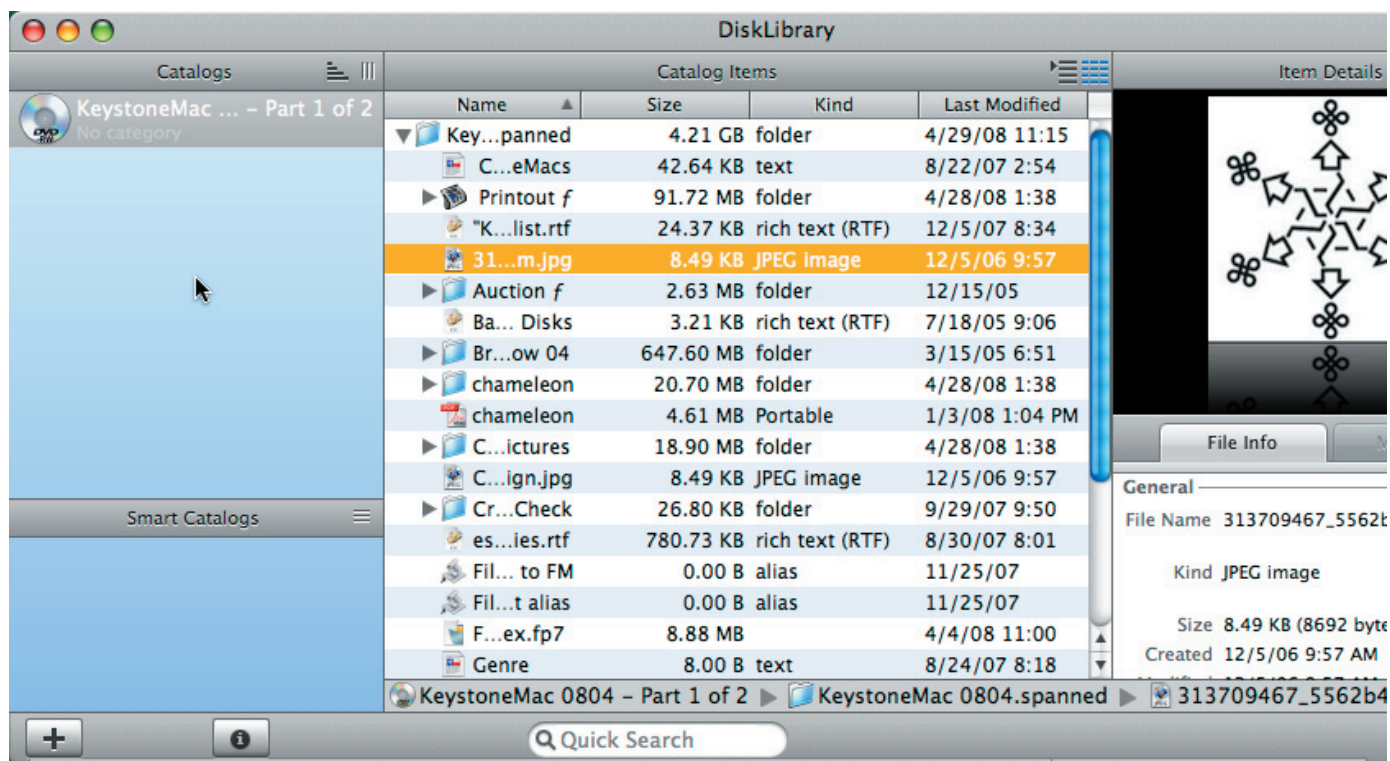 DiskLibrary
Catalogs
Catalog Items
Item Details
KeystoneMac ... – Part 1 of 2
No category
DVD
Name Size Kind Last Modified
Key...panned 4.21 GB folder 4/29/08 11:15
C...eMacs 42.64 KB text 8/22/07 2:54
Printout ƒ 91.72 MB folder 4/28/08 1:38
"K...list.rtf 24.37 KB rich text (RTF) 12/5/07 8:34
31...m.jpg 8.49 KB JPEG image 12/5/06 9:57
Auction ƒ 2.63 MB folder 12/15/05
Ba... Disks 3.21 KB rich text (RTF) 7/18/05 9:06
Br...ow 04 647.60 MB folder 3/15/05 6:51
chameleon 20.70 MB folder 4/28/08 1:38
chameleon 4.61 MB Portable 1/3/08 1:04 PM
C...ictures 18.90 MB folder 4/28/08 1:38
C...ign.jpg 8.49 KB JPEG image 12/5/06 9:57
Cr...Check 26.80 KB folder 9/29/07 9:50
es...ies.rtf 780.73 KB rich text (RTF) 8/30/07 8:01
Fil... to FM 0.00 B alias 11/25/07
Fil...t alias 0.00 B alias 11/25/07
F...ex.fp7 8.88 MB 4/4/08 11:00
Genre 8.00 B text 8/24/07 8:18
Smart Catalogs
File Info
General
File Name 313709467_5562b
Kind JPEG image
Size 8.49 KB (8692 byte
Created 12/5/06 9:57 AM
KeystoneMac 0804 – Part 1 of 2 KeystoneMac 0804.spanned 313709467_5562b4
Quick Search